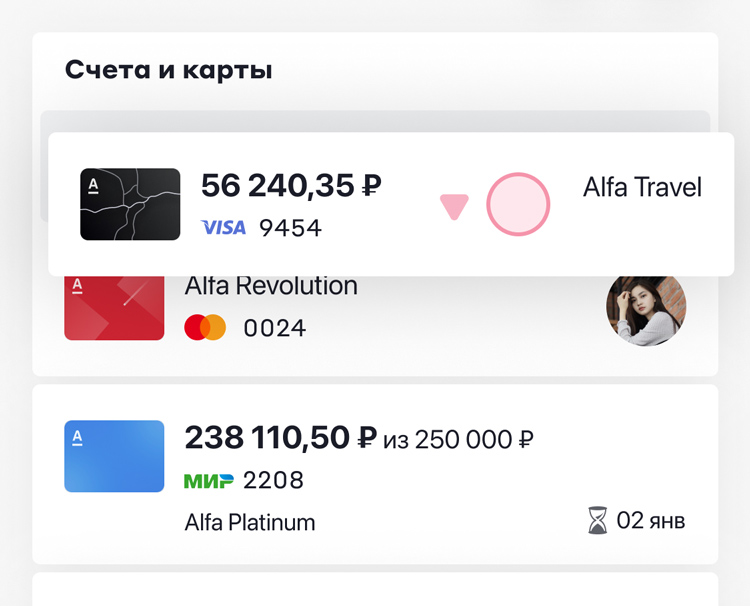 Счета и карты
A
56 240,35 ₽
Alfa Travel
VISA 9454
A
Alfa Revolution
0024
A
238 110,50 ₽ из 250 000 ₽
МИР 2208
Alfa Platinum
02 янв